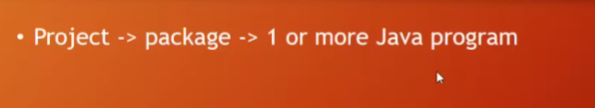 • Project -> package -> 1 or more Java program